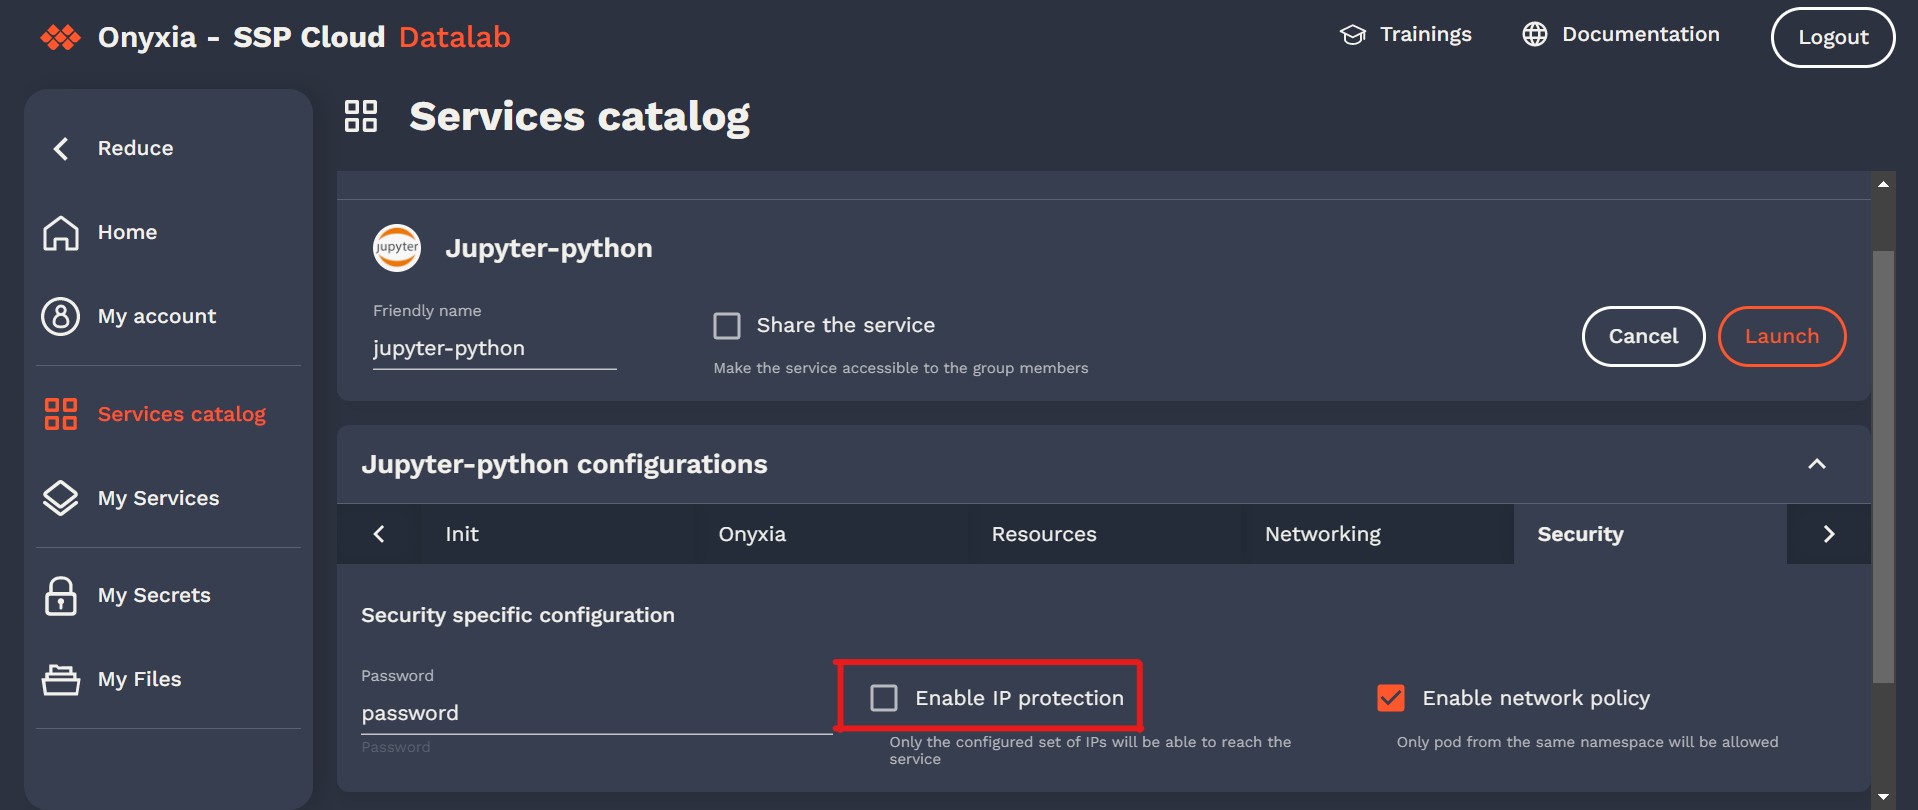 Onyxia - SSP Cloud Datalab
Trainings
Documentation
Logout
Reduce
Home
My account
Services catalog
My Services
My Secrets
My Files
Services catalog
jupyter
Jupyter-python
Friendly name
jupyter-python
Share the service
Make the service accessible to the group members
Cancel
Launch
Jupyter-python configurations
Init
Onyxia
Resources
Networking
Security
Security specific configuration
Password
password
Password
Enable IP protection
Only the configured set of IPs will be able to reach the
service
Enable network policy
Only pod from the same namespace will be allowed